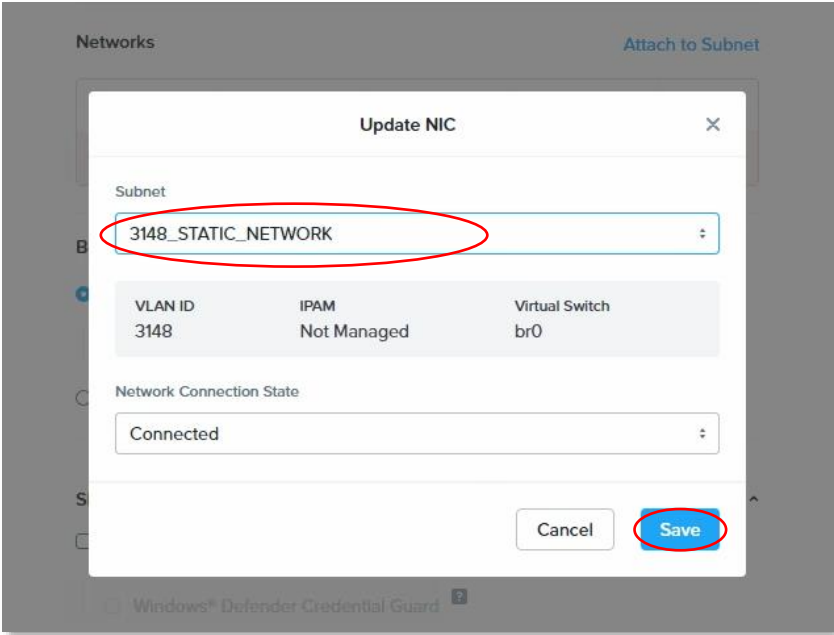 Networks
Attach to Subnet
Update NIC
Subnet
3148_STATIC_NETWORK
B
VLAN ID IPAM Virtual Switch
3148 Not Managed br0
Network Connection State
Connected
S
Cancel Save
Windows® Defender Credential Guard ?